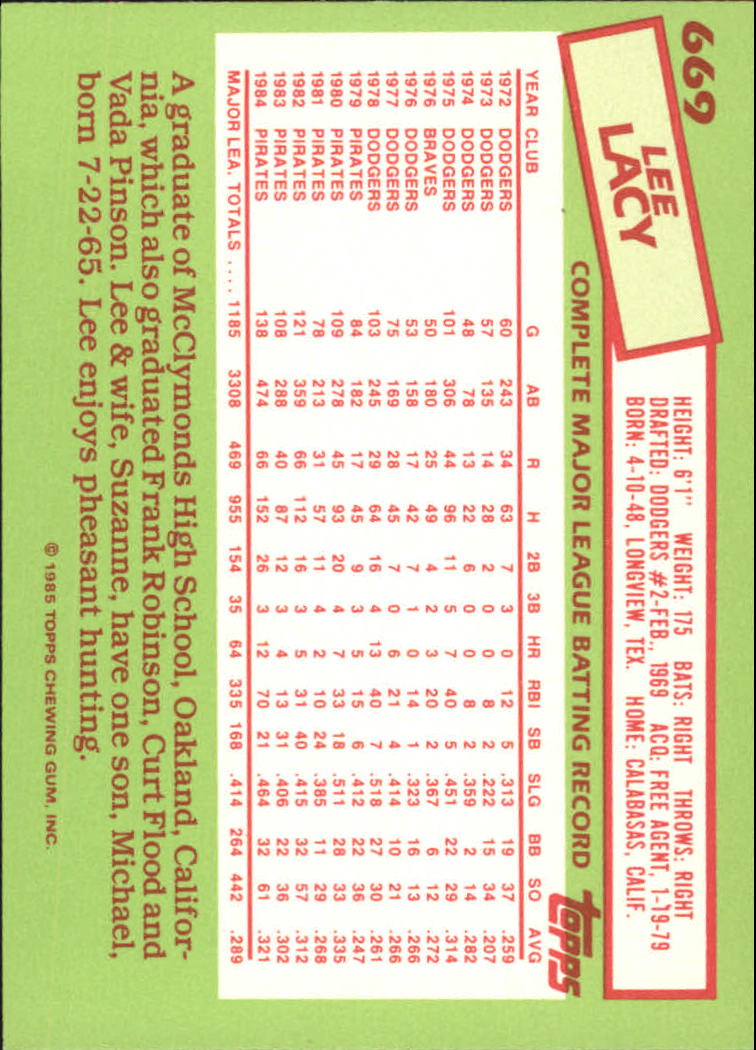 669
LEE
LACY
HEIGHT: 6'1" WEIGHT: 175 BATS: RIGHT THROWS: RIGHT
DRAFTED: DODGERS #2-FEB., 1969 ACQ: FREE AGENT, 1-19-79
BORN: 4-10-48, LONGVIEW, TEX. HOME: CALABASAS, CALIF.
COMPLETE MAJOR LEAGUE BATTING RECORD topps
YEAR CLUB G AB R H 2B 3B HR RBI SB SLG BB SO AVG
1972 DODGERS 60 243 34 63 7 3 0 12 5 .313 19 37 .259
1973 DODGERS 57 135 14 28 2 0 0 8 2 .222 15 34 .207
1974 DODGERS 48 78 13 22 6 0 0 8 2 .359 2 14 .282
1975 DODGERS 101 306 44 96 11 5 7 40 5 .451 22 29 .314
1976 BRAVES 50 180 25 49 4 2 3 20 2 .367 6 12 .272
1976 DODGERS 53 158 17 42 7 1 0 14 1 .323 16 13 .266
1977 DODGERS 75 169 28 45 7 0 6 21 4 .414 10 21 .266
1978 DODGERS 103 245 29 64 16 4 13 40 7 .518 27 30 .261
1979 PIRATES 84 182 17 45 9 3 5 15 6 .412 22 36 .247
1980 PIRATES 109 278 45 93 20 4 7 33 18 .511 28 33 .335
1981 PIRATES 78 213 31 57 11 4 2 10 24 .385 11 29 .268
1982 PIRATES 121 359 66 112 16 3 5 31 40 .415 32 57 .312
1983 PIRATES 108 288 40 87 12 3 4 13 31 .406 22 36 .302
1984 PIRATES 138 474 66 152 26 3 12 70 21 .464 32 61 .321
MAJOR LEA. TOTALS .... 1185 3308 469 955 154 35 64 335 168 .414 264 442 .289
A graduate of McClymonds High School, Oakland, Califor-
nia, which also graduated Frank Robinson, Curt Flood and
Vada Pinson. Lee & wife, Suzanne, have one son, Michael,
born 7-22-65. Lee enjoys pheasant hunting.
© 1985 TOPPS CHEWING GUM, INC.